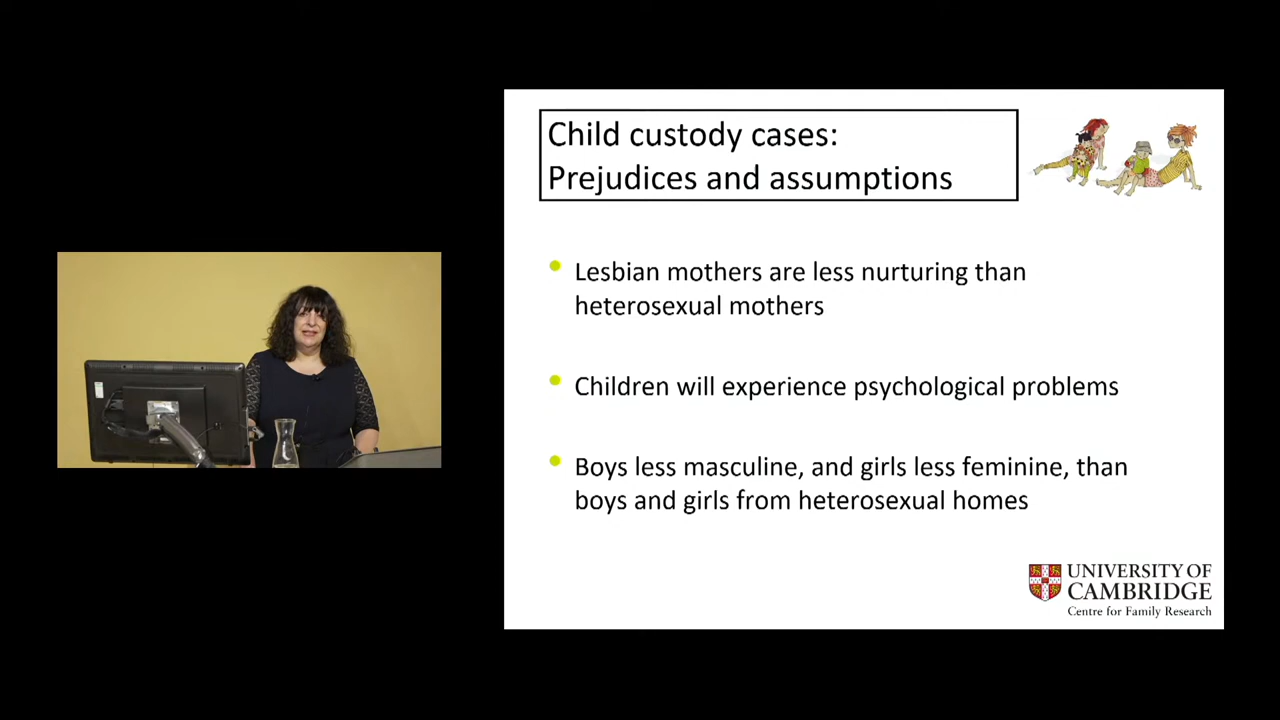 Child custody cases:
Prejudices and assumptions
Lesbian mothers are less nurturing than
heterosexual mothers
Children will experience psychological problems
Boys less masculine, and girls less feminine, than
boys and girls from heterosexual homes
UNIVERSITY OF
CAMBRIDGE
Centre for Family Research